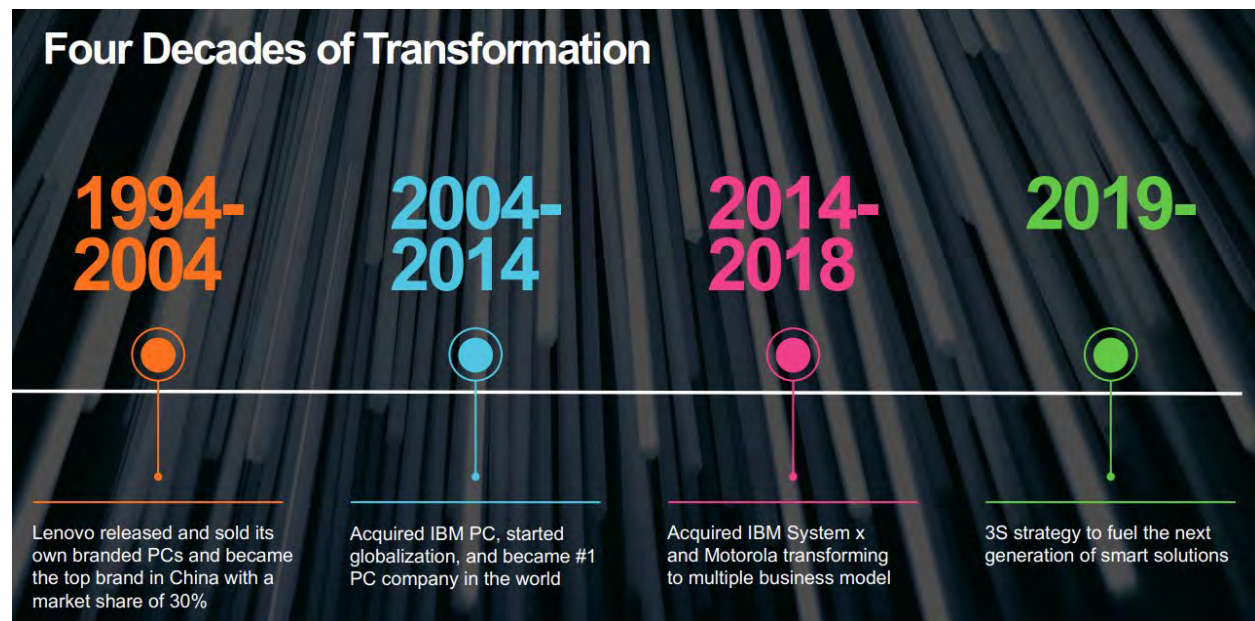 Four Decades of Transformation
1994-
2004
2004-
2014
2014-
2018
2019-
Lenovo released and sold its
own branded PCs and became
the top brand in China with a
market share of 30%
Acquired IBM PC, started
globalization, and became #1
PC company in the world
Acquired IBM System x
and Motorola transforming
to multiple business model
3S strategy to fuel the next
generation of smart solutions